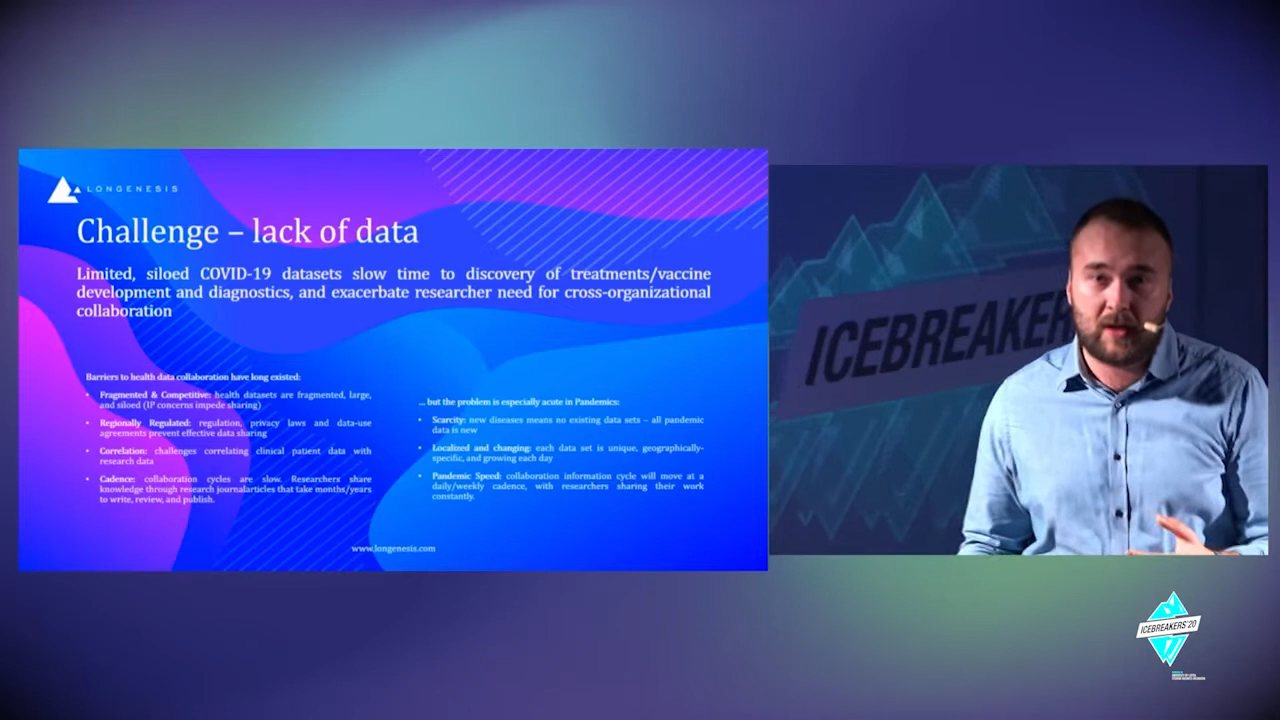 LONGENESIS
Challenge – lack of data
Limited, siloed COVID-19 datasets slow time to discovery of treatments/vaccine
development and diagnostics, and exacerbate researcher need for cross-organizational
collaboration
Barriers to health data collaboration have long existed:
• Fragmented & Competitive: health datasets are fragmented, large,
and siloed (IP concerns impede sharing)
• Regionally Regulated: regulation, privacy laws and data-use
agreements prevent effective data sharing
• Correlation: challenges correlating clinical patient data with
research data
• Cadence: collaboration cycles are slow. Researchers share
knowledge through research journalarticles that take months/years
to write, review, and publish.
... but the problem is especially acute in Pandemics:
• Scarcity: new diseases means no existing data sets – all pandemic
data is new
• Localized and changing: each data set is unique, geographically-
specific, and growing each day
• Pandemic Speed: collaboration information cycle will move at a
daily/weekly cadence, with researchers sharing their work
constantly.
www.longenesis.com
ICEBREAKER
ICEBREAKERS'20